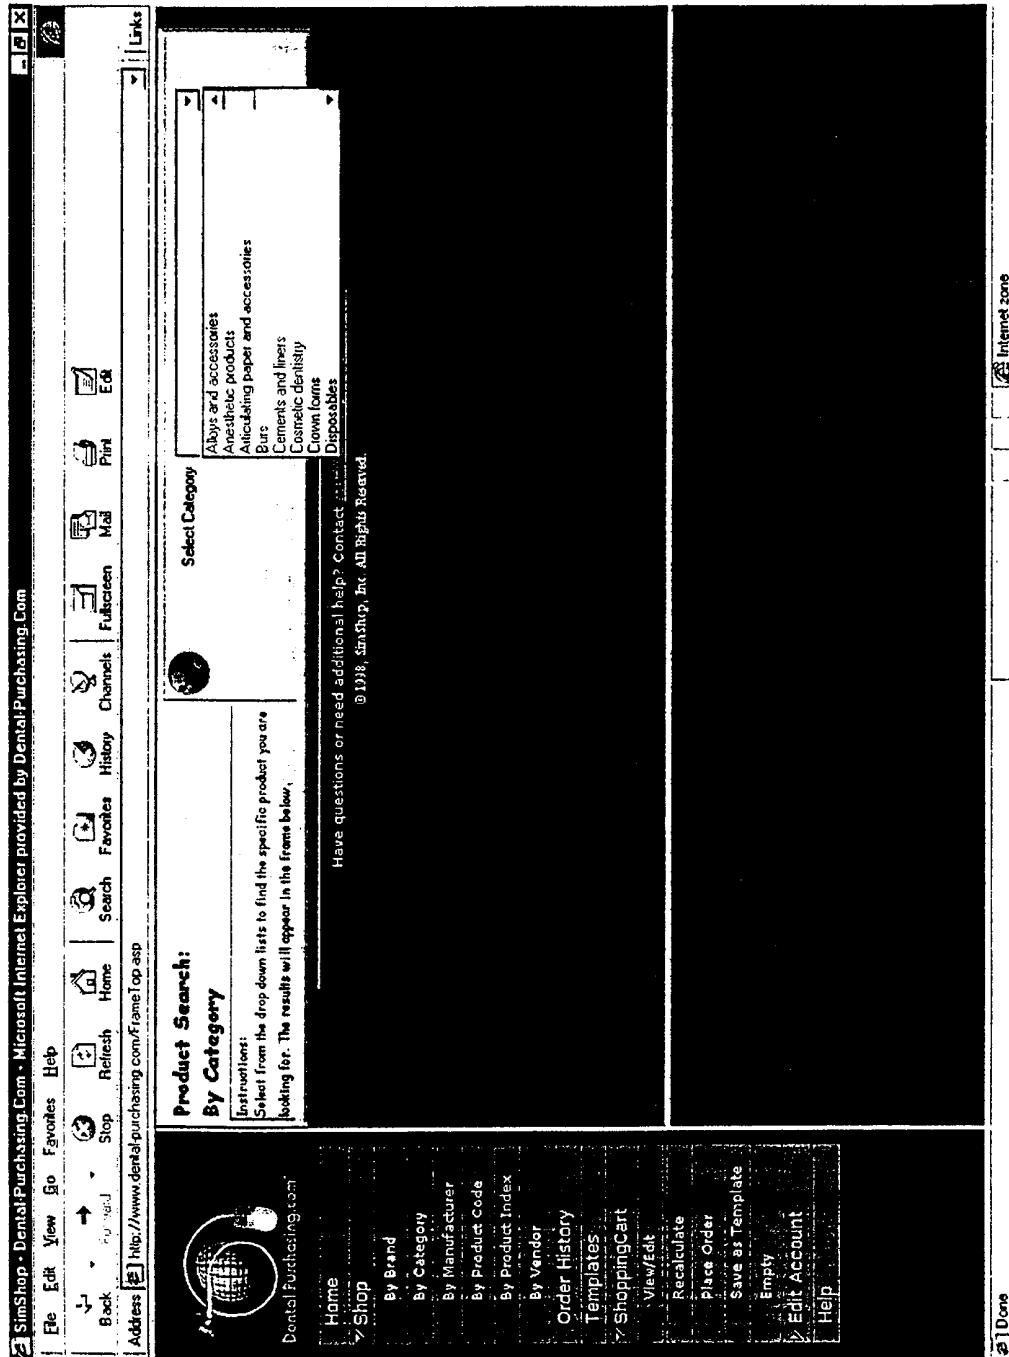 SimShop - Dental-Purchasing.Com - Microsoft Internet Explorer provided by Dental-Purchasing.Com
File Edit View Go Favorites Help
Back Forward Stop Refresh Home Search Favorites History Channels Fullscreen Mail Print Edit
Address http://www.dental-purchasing.com/FrameTop.asp Links
Dental Purchasing.com
Home
Shop
By Brand
By Category
By Manufacturer
By Product Code
By Product Index
By Vendor
Order History
Templates
ShoppingCart
View/Edit
Recalculate
Place Order
Save as Template
Empty
Edit Account
Help
Product Search:
By Category
Instructions:
Select from the drop down lists to find the specific product you are
looking for. The results will appear in the frame below.
Select Category
Alloys and accessories
Anesthetic products
Articulating paper and accessories
Burs
Cements and liners
Cosmetic dentistry
Crown forms
Disposables
Have questions or need additional help? Contact
© 1998, SimShop, Inc. All Rights Reserved.
Done Internet zone